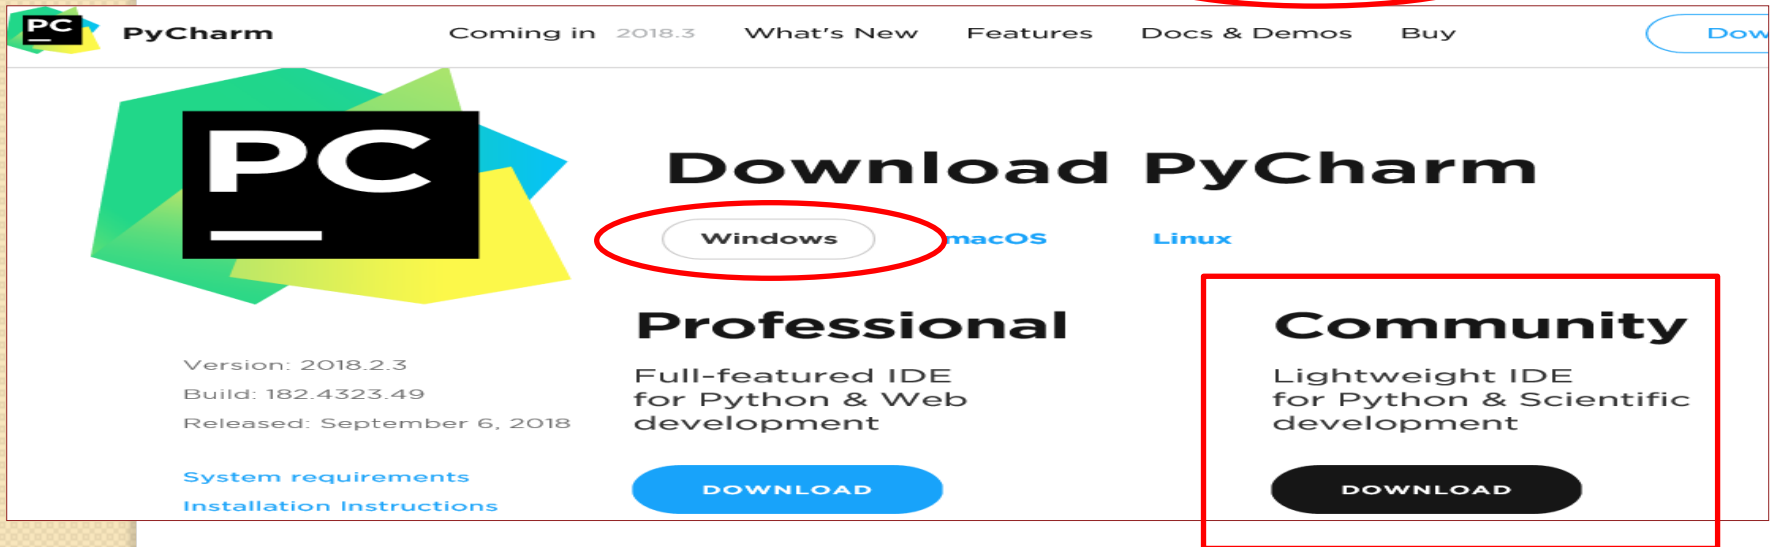 PC PyCharm Coming in 2018.3 What's New Features Docs & Demos Buy Dow
PC
Download PyCharm
Windows macOS Linux
Version: 2018.2.3
Build: 182.4323.49
Released: September 6, 2018
System requirements
Installation Instructions
Professional
Full-featured IDE
for Python & Web
development
DOWNLOAD
Community
Lightweight IDE
for Python & Scientific
development
DOWNLOAD